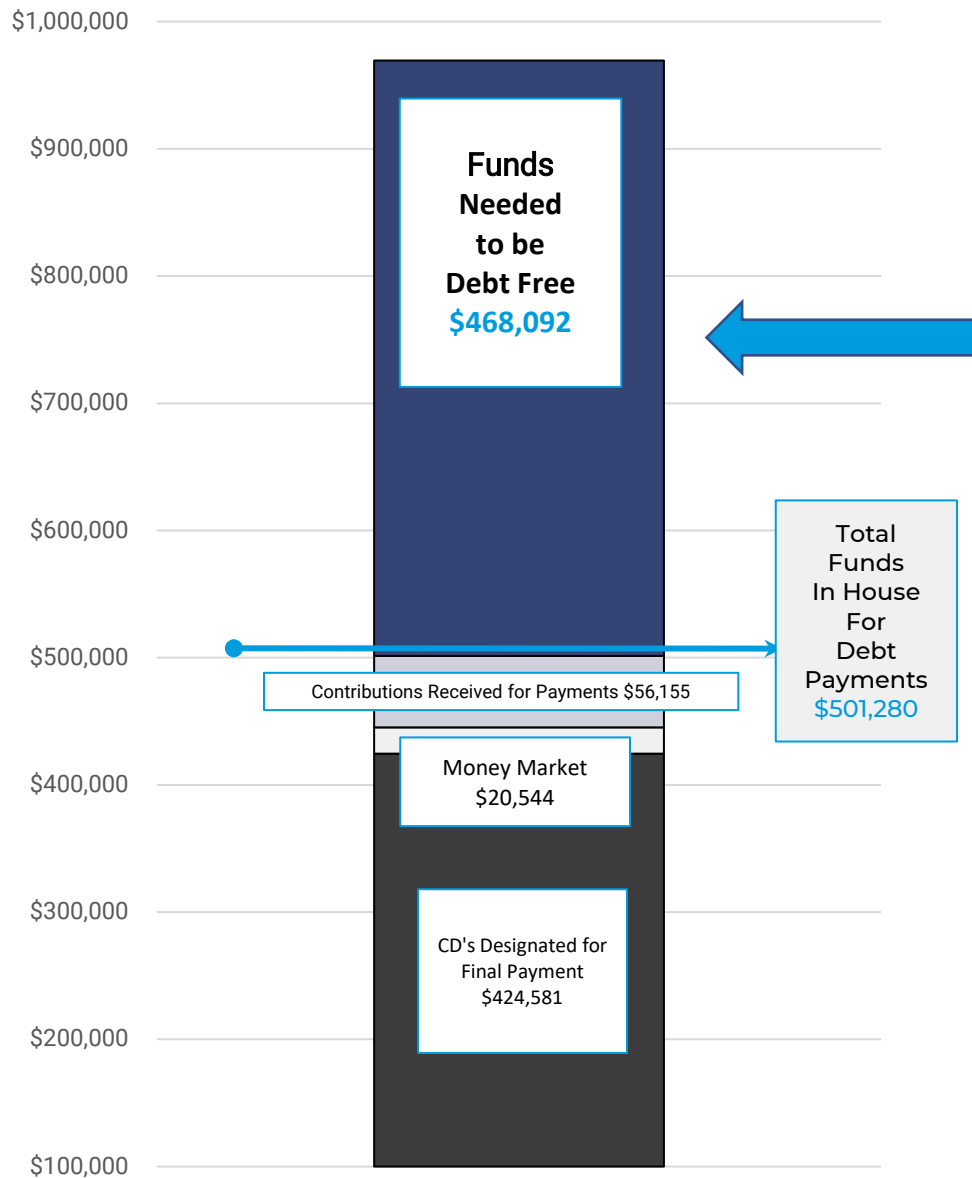 $1,000,000
$900,000
$800,000
$700,000
$600,000
$500,000
$400,000
$300,000
$200,000
$100,000
Funds
Needed
to be
Debt Free
$468,092
Total
Funds
In House
For
Debt
Payments
$501,280
Contributions Received for Payments $56,155
Money Market
$20,544
CD's Designated for
Final Payment
$424,581